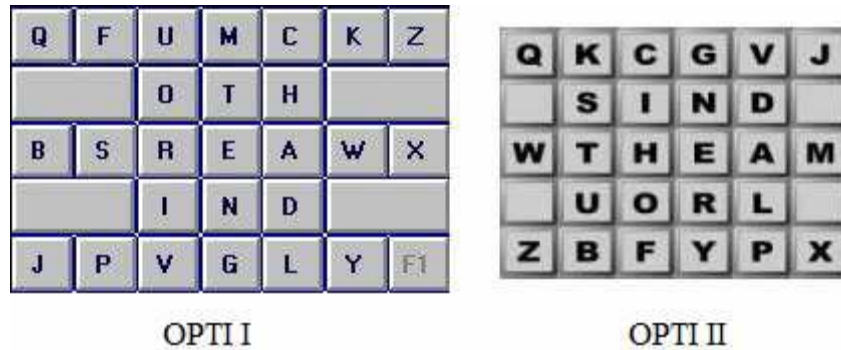 Q F U M C K Z
O T H
B S R E A W X
I N D
J P V G L Y F1
OPTI I
Q K C G V J
S I N D
W T H E A M
U O R L
Z B F Y P X
OPTI II